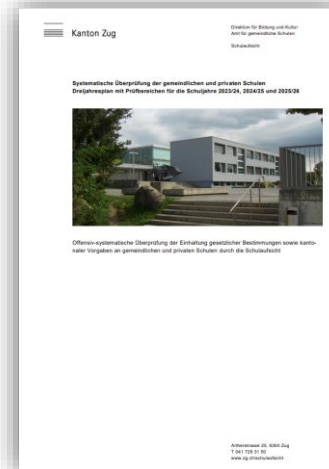 Kanton Zug
Direktion für Bildung und Kultur
Amt für gemeindliche Schulen
Schulaufsicht
Systematische Überprüfung der gemeindlichen und privaten Schulen
Dreijahresplan mit Prüfbereichen für die Schuljahre 2023/24, 2024/25 und 2025/26
Offensiv-systematische Überprüfung der Einhaltung gesetzlicher Bestimmungen sowie kanto-
naler Vorgaben an gemeindlichen und privaten Schulen durch die Schulaufsicht
Artherstrasse 25, 6300 Zug
T 041 728 31 50
www.zg.ch/schulaufsicht